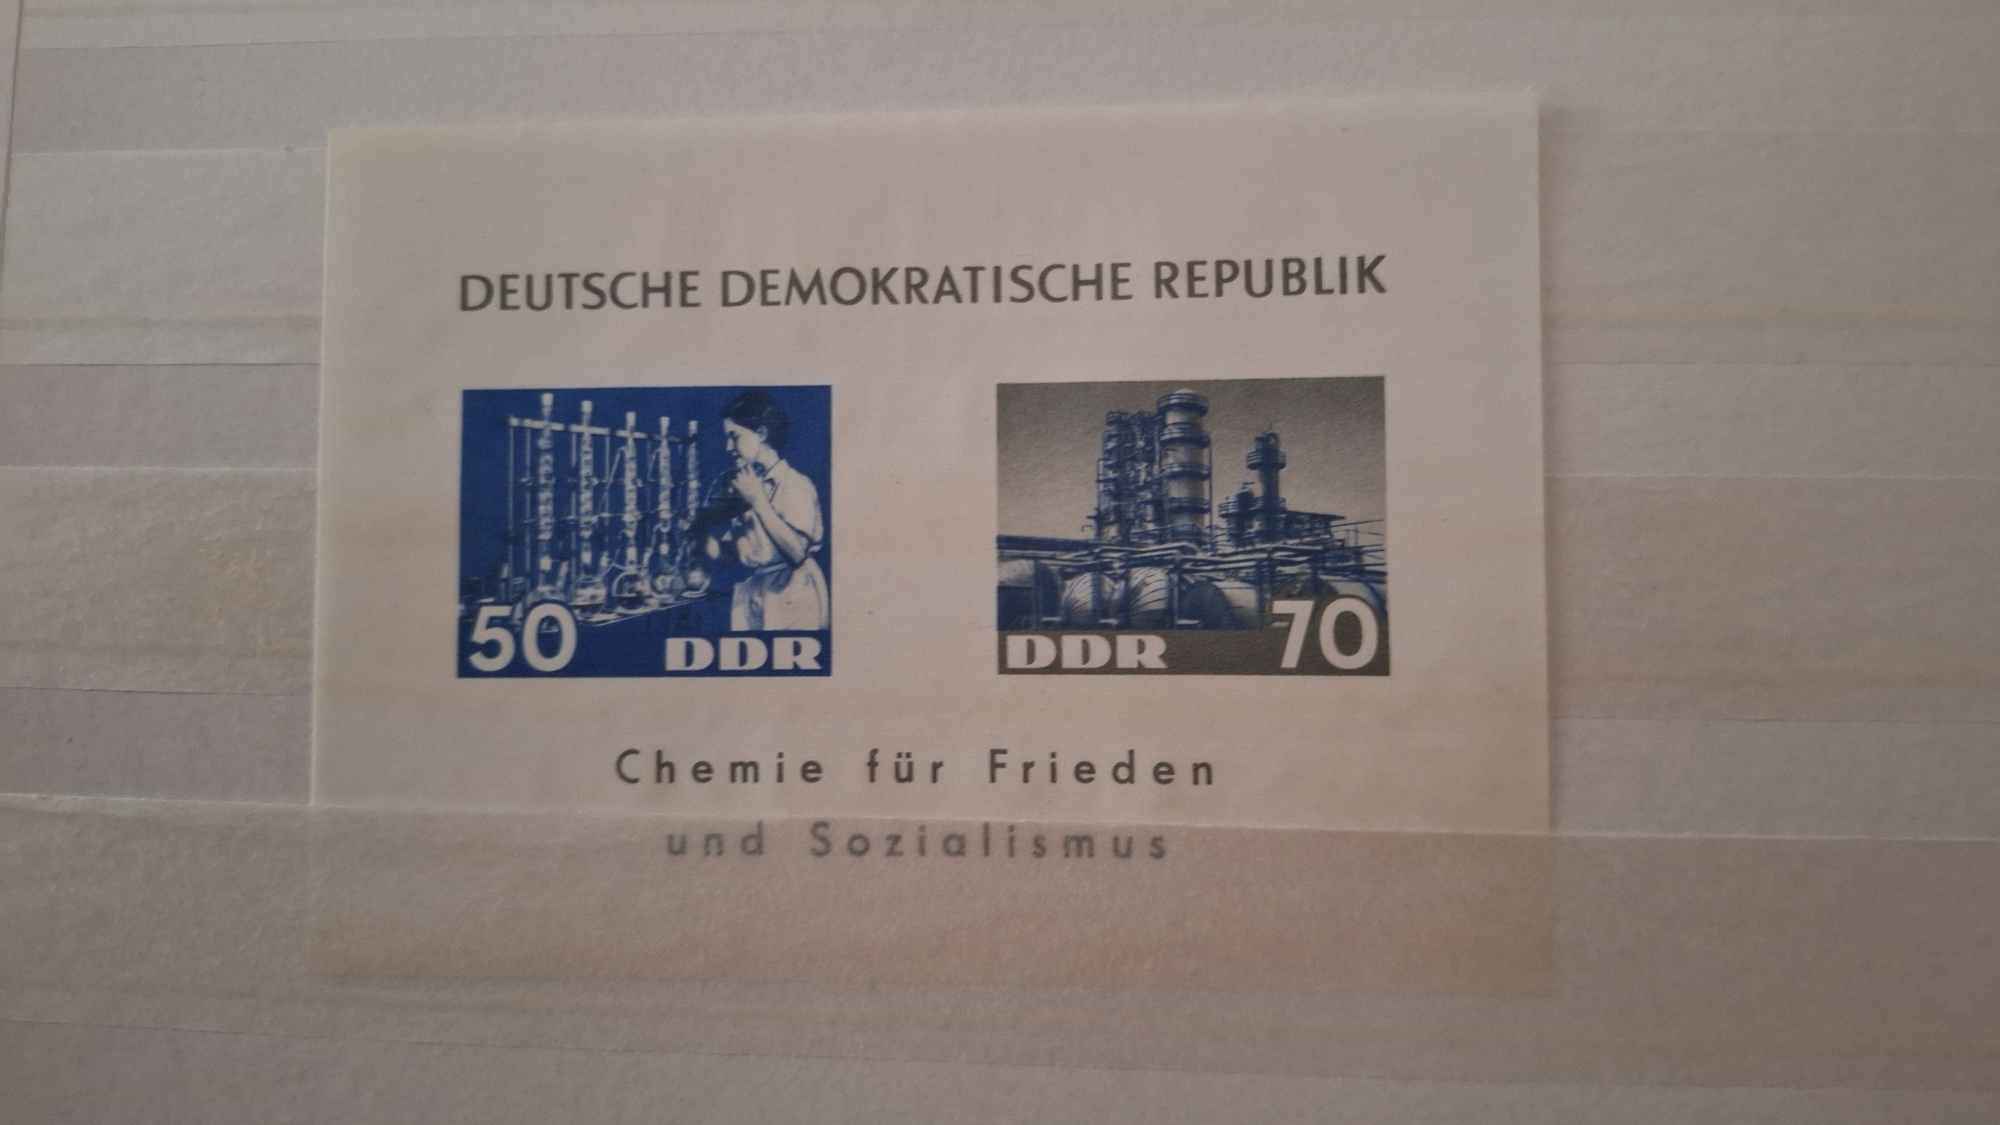 DEUTSCHE DEMOKRATISCHE REPUBLIK
50 DDR
DDR 70
Chemie für Frieden
und Sozialismus